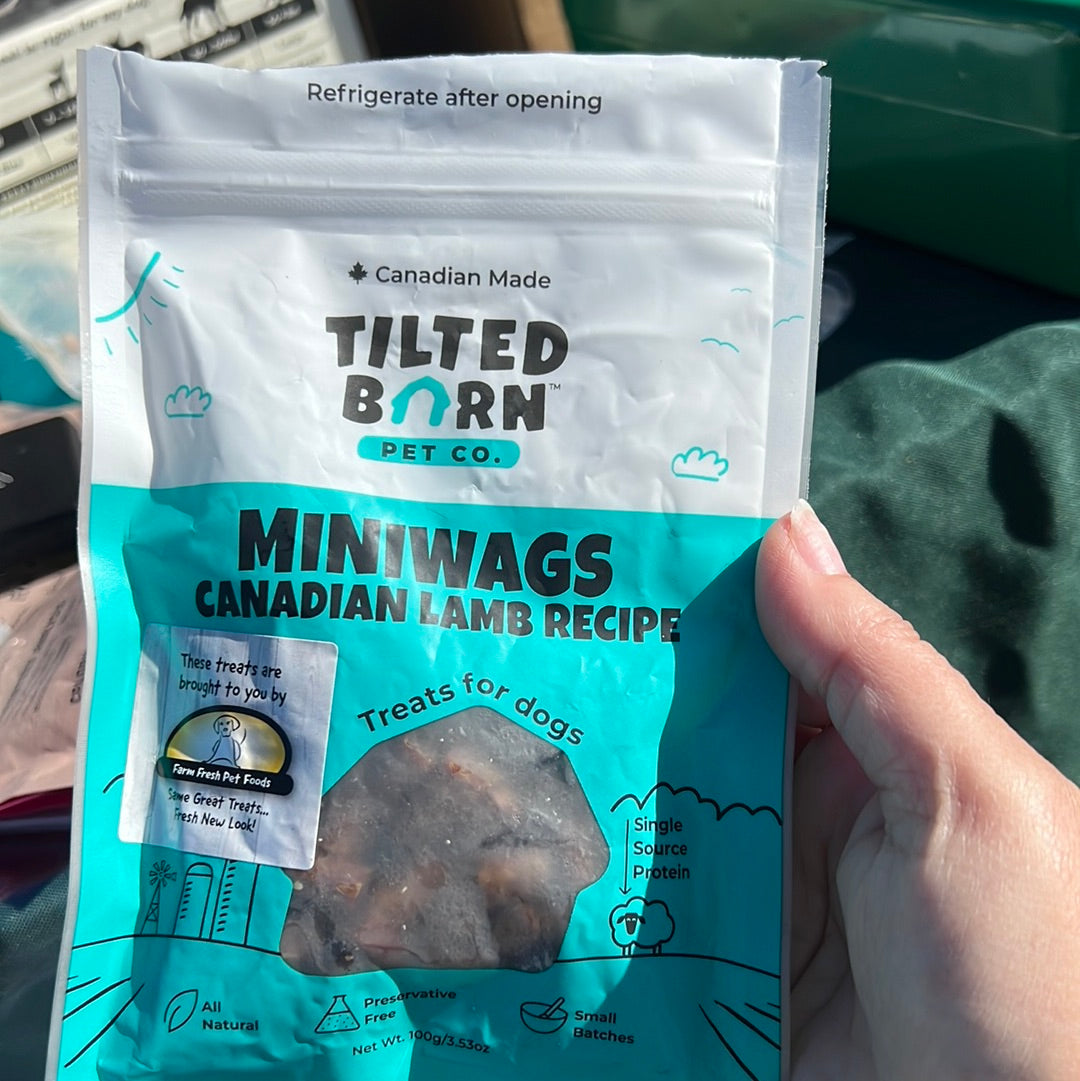 Refrigerate after opening
Canadian Made
TILTED
BARN™
PET CO.
MINIWAGS
CANADIAN LAMB RECIPE
These treats are
brought to you by
Farm Fresh Pet Foods
Same Great Treats...
Fresh New Look!
Treats for dogs
Single
Source
Protein
All
Natural
Preservative
Free
Small
Batches
Net Wt. 100g/3.53oz